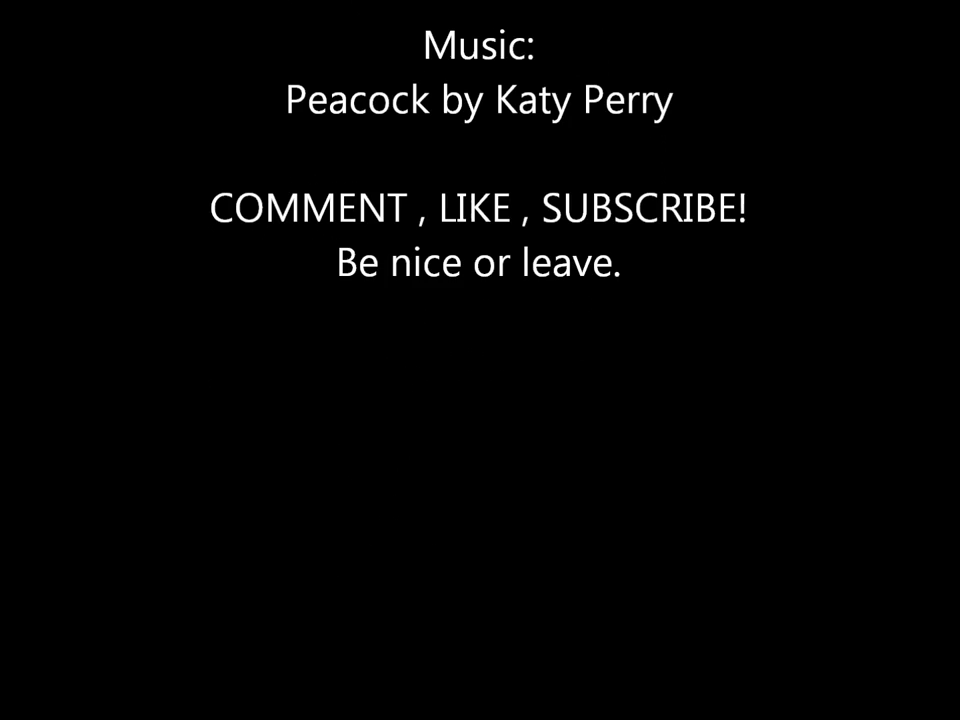 Music:
Peacock by Katy Perry
COMMENT , LIKE , SUBSCRIBE!
Be nice or leave.